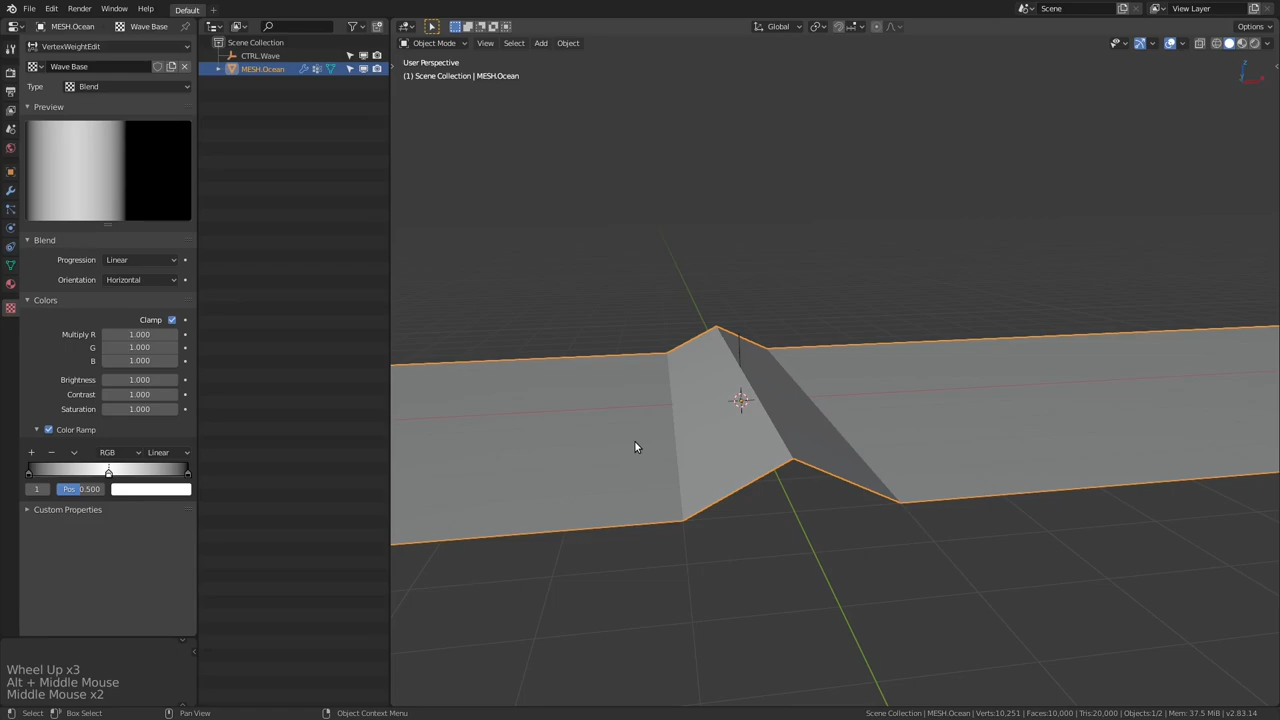 File Edit Render Window Help Default Scene View Layer
MESH.Ocean Wave Base
Global Options
VertexWeightEdit
Scene Collection
Object Mode View Select Add Object
CTRL.Wave
Wave Base
User Perspective
MESH.Ocean
(1) Scene Collection | MESH.Ocean
Type Blend
Preview
Blend
Progression Linear
Orientation Horizontal
Colors
Clamp
Multiply R 1.000
G 1.000
B 1.000
Brightness 1.000
Contrast 1.000
Saturation 1.000
Color Ramp
RGB Linear
1 Pos 0.500
Custom Properties
Wheel Up x3
Alt + Middle Mouse
Middle Mouse x2
Select Box Select Pan View Object Context Menu
Scene Collection | MESH.Ocean | Verts:10,251 | Faces:10,000 | Tris:20,000 | Objects:1/2 | Mem: 37.5 MiB | v2.83.14